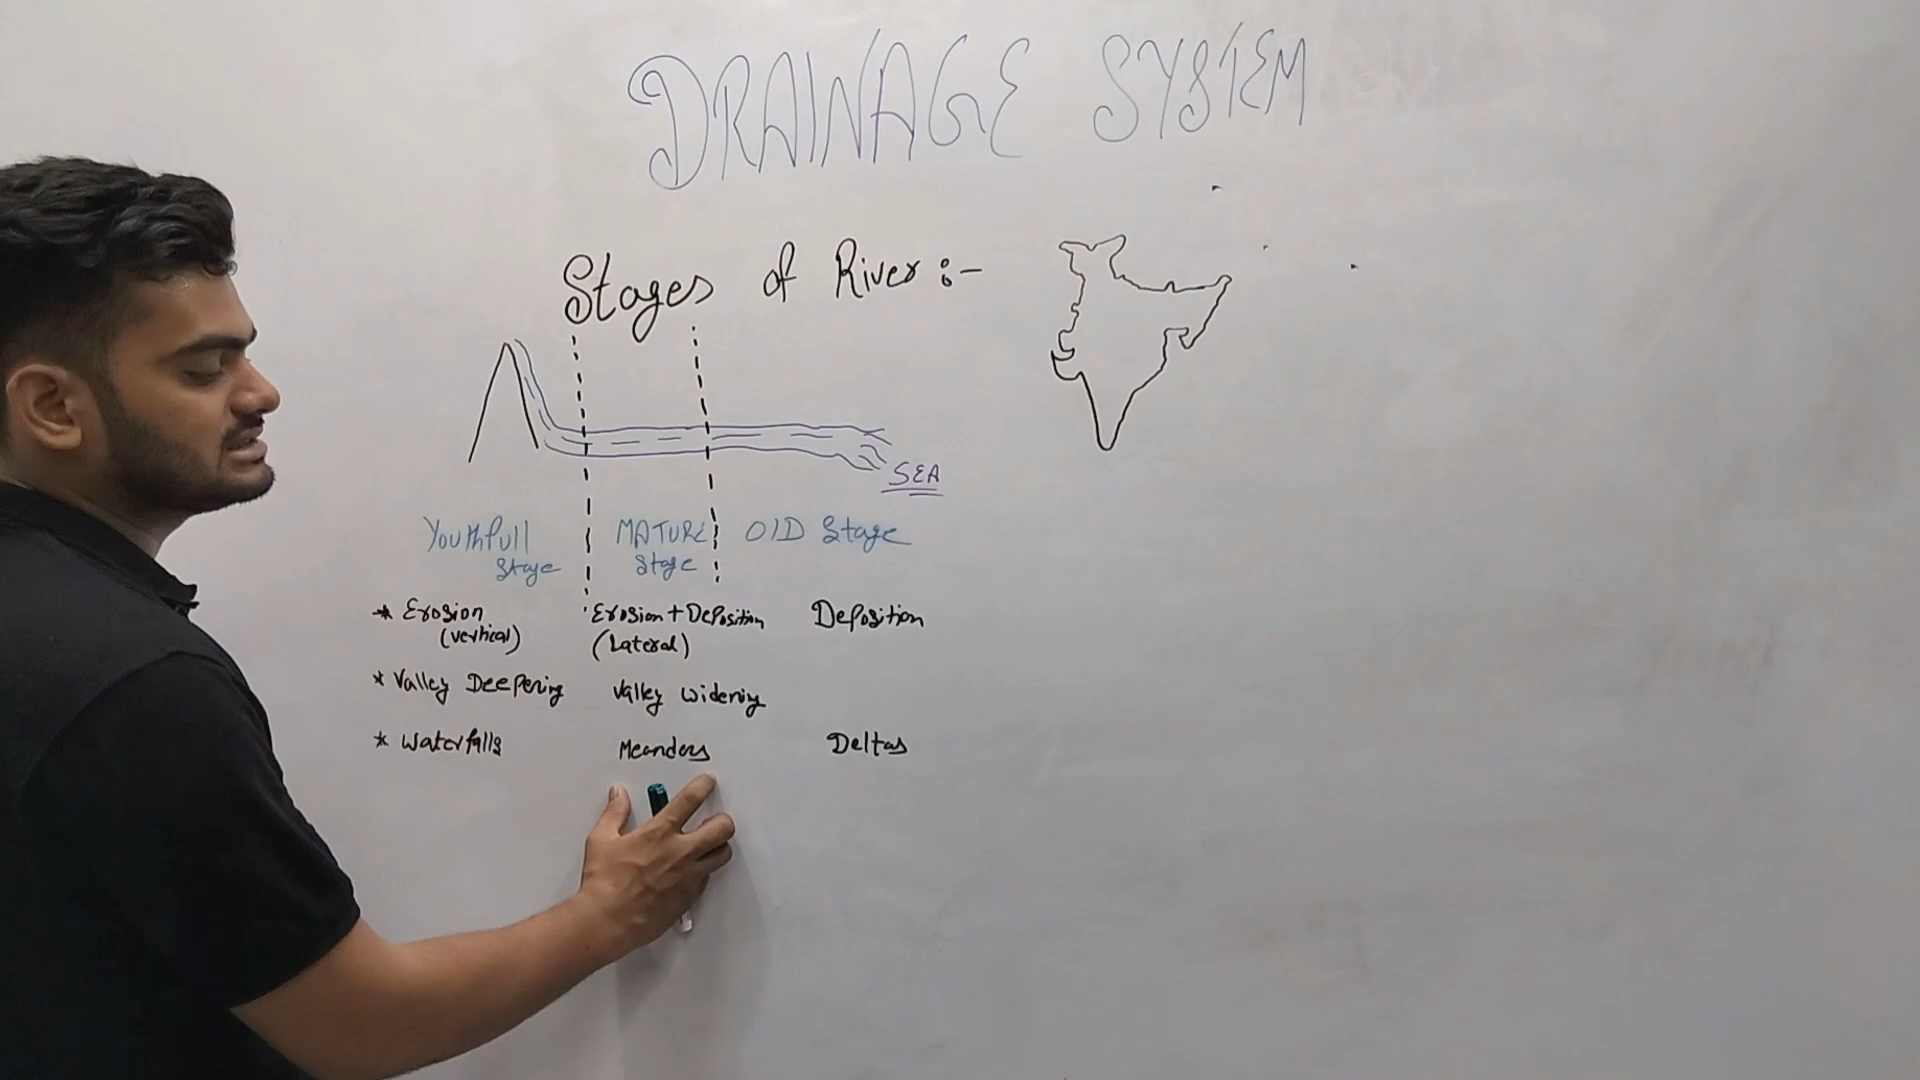 DRAINAGE SYSTEM
Stages of River :-
SEA
Youthfull Stage
MATURE Stage
OlD Stage
* Erosion (vertical)
Erosion + Deposition (Lateral)
Deposition
* Valley Deepening
Valley widening
* Waterfalls
Meanders
Deltas